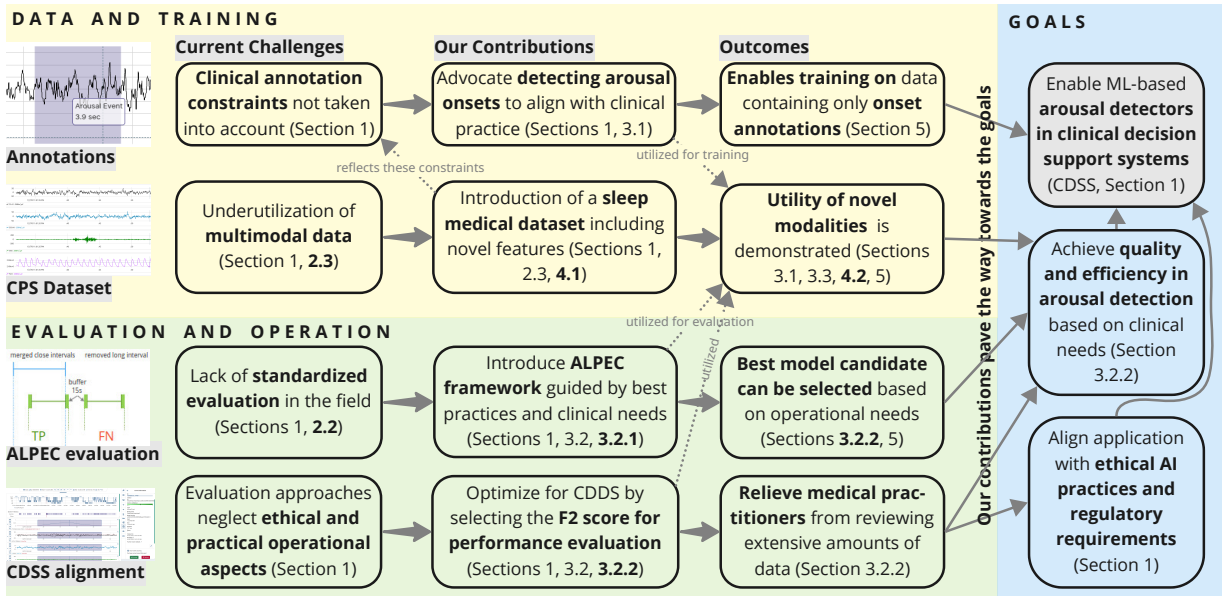 DATA AND TRAINING
GOALS
Current Challenges
Our Contributions
Outcomes
Arousal Event
3.9 sec
Annotations
Clinical annotation
constraints not taken
into account (Section 1)
Advocate detecting arousal
onsets to align with clinical
practice (Sections 1, 3.1)
Enables training on data
containing only onset
annotations (Section 5)
reflects these constraints
utilized for training
CPS Dataset
Underutilization of
multimodal data
(Section 1, 2.3)
Introduction of a sleep
medical dataset including
novel features (Sections 1,
2.3, 4.1)
Utility of novel
modalities is
demonstrated (Sections
3.1, 3.3, 4.2, 5)
EVALUATION AND OPERATION
utilized for evaluation
utilized
merged close intervals
removed long interval
buffer
15s
TP
FN
ALPEC evaluation
Lack of standardized
evaluation in the field
(Sections 1, 2.2)
Introduce ALPEC
framework guided by best
practices and clinical needs
(Sections 1, 3.2, 3.2.1)
Best model candidate
can be selected based
on operational needs
(Sections 3.2.2, 5)
CDSS alignment
Evaluation approaches
neglect ethical and
practical operational
aspects (Section 1)
Optimize for CDDS by
selecting the F2 score for
performance evaluation
(Sections 1, 3.2, 3.2.2)
Relieve medical prac-
titioners from reviewing
extensive amounts of
data (Section 3.2.2)
Our contributions pave the way towards the goals
Enable ML-based
arousal detectors
in clinical decision
support systems
(CDSS, Section 1)
Achieve quality
and efficiency in
arousal detection
based on clinical
needs (Section
3.2.2)
Align application
with ethical AI
practices and
regulatory
requirements
(Section 1)